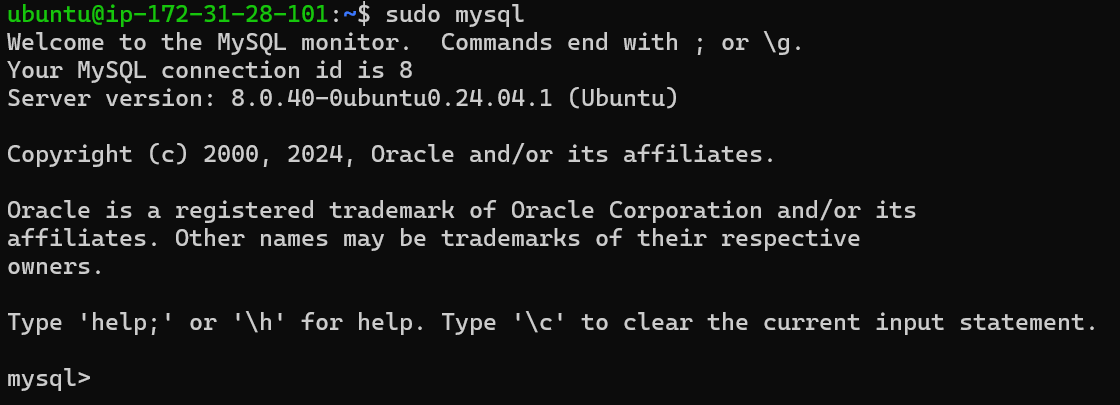 ubuntu@ip-172-31-28-101:~$ sudo mysql
Welcome to the MySQL monitor.  Commands end with ; or \g.
Your MySQL connection id is 8
Server version: 8.0.40-0ubuntu0.24.04.1 (Ubuntu)

Copyright (c) 2000, 2024, Oracle and/or its affiliates.

Oracle is a registered trademark of Oracle Corporation and/or its
affiliates. Other names may be trademarks of their respective
owners.

Type 'help;' or '\h' for help. Type '\c' to clear the current input statement.

mysql>